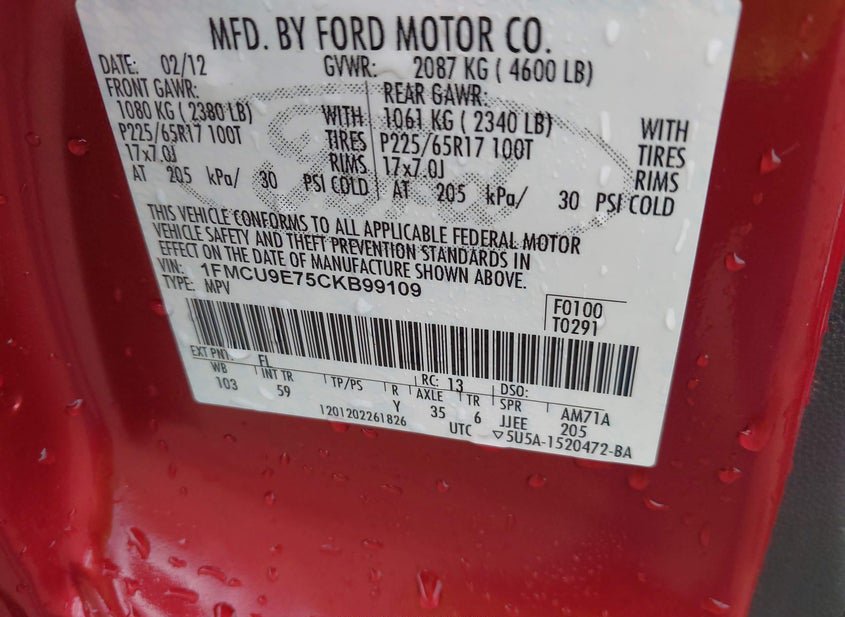 MFD. BY FORD MOTOR CO.
DATE: 02/12 GVWR: 2087 KG ( 4600 LB)
FRONT GAWR: REAR GAWR:
1080 KG ( 2380 LB) WITH 1061 KG ( 2340 LB) WITH
P225/65R17 100T TIRES P225/65R17 100T TIRES
17x7.0J RIMS 17x7.0J RIMS
AT 205 kPa/ 30 PSI COLD AT 205 kPa/ 30 PSI COLD
THIS VEHICLE CONFORMS TO ALL APPLICABLE FEDERAL MOTOR
VEHICLE SAFETY AND THEFT PREVENTION STANDARDS IN
EFFECT ON THE DATE OF MANUFACTURE SHOWN ABOVE.
VIN: 1FMCU9E75CKB99109
TYPE: MPV
F0100
T0291
EXT PNT: FL RC: 13 DSO:
WB INT TR TP/PS R AXLE TR SPR AM71A
103 59 Y 35 6 JJEE 205
1201202261826 UTC ▽5U5A-1520472-BA